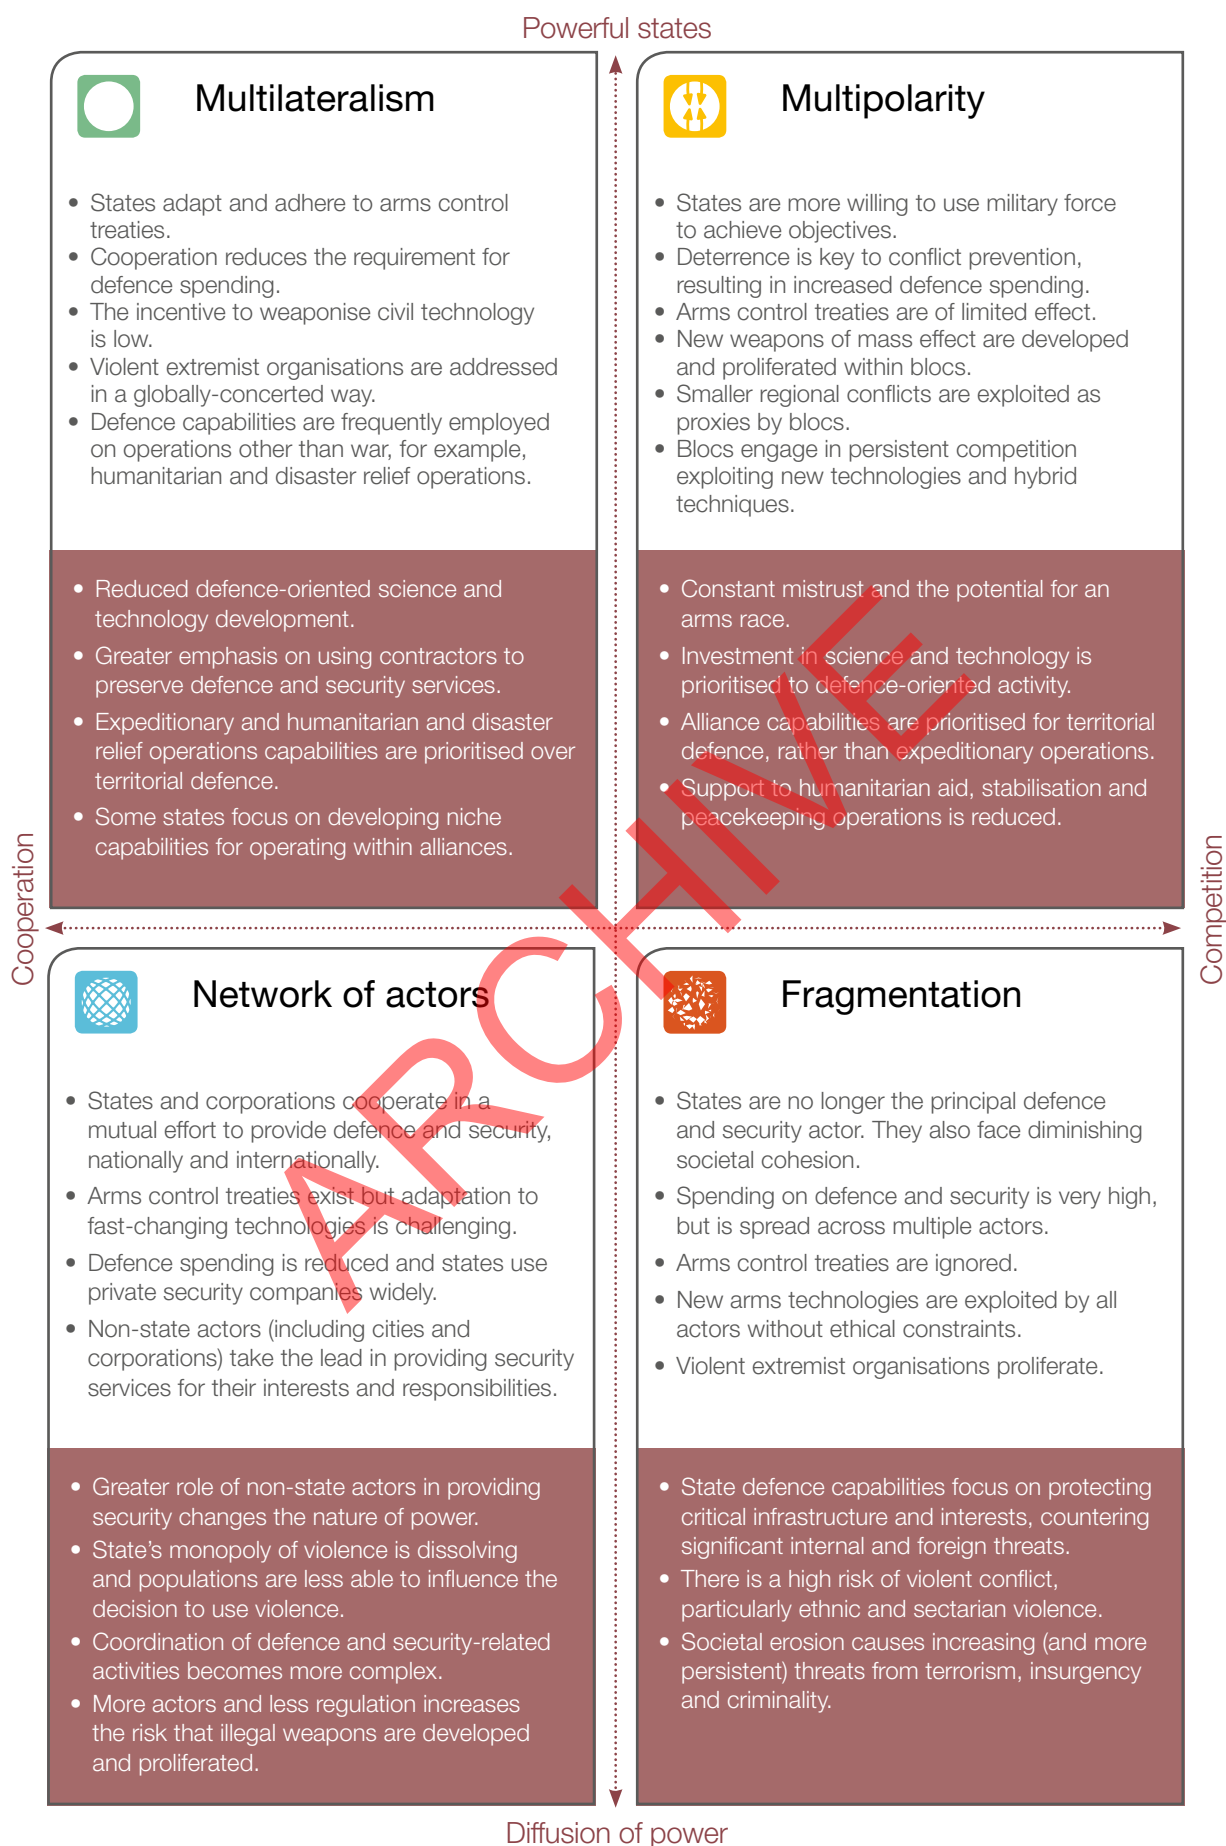 Powerful states
Multilateralism
• States adapt and adhere to arms control
treaties.
• Cooperation reduces the requirement for
defence spending.
• The incentive to weaponise civil technology
is low.
• Violent extremist organisations are addressed
in a globally-concerted way.
• Defence capabilities are frequently employed
on operations other than war, for example,
humanitarian and disaster relief operations.
• Reduced defence-oriented science and
technology development.
• Greater emphasis on using contractors to
preserve defence and security services.
• Expeditionary and humanitarian and disaster
relief operations capabilities are prioritised over
territorial defence.
• Some states focus on developing niche
capabilities for operating within alliances.
Multipolarity
• States are more willing to use military force
to achieve objectives.
• Deterrence is key to conflict prevention,
resulting in increased defence spending.
• Arms control treaties are of limited effect.
• New weapons of mass effect are developed
and proliferated within blocs.
• Smaller regional conflicts are exploited as
proxies by blocs.
• Blocs engage in persistent competition
exploiting new technologies and hybrid
techniques.
• Constant mistrust and the potential for an
arms race.
• Investment in science and technology is
prioritised to defence-oriented activity.
• Alliance capabilities are prioritised for territorial
defence, rather than expeditionary operations.
• Support to humanitarian aid, stabilisation and
peacekeeping operations is reduced.
Cooperation
Competition
Network of actors
• States and corporations cooperate in a
mutual effort to provide defence and security,
nationally and internationally.
• Arms control treaties exist but adaptation to
fast-changing technologies is challenging.
• Defence spending is reduced and states use
private security companies widely.
• Non-state actors (including cities and
corporations) take the lead in providing security
services for their interests and responsibilities.
• Greater role of non-state actors in providing
security changes the nature of power.
• State's monopoly of violence is dissolving
and populations are less able to influence the
decision to use violence.
• Coordination of defence and security-related
activities becomes more complex.
• More actors and less regulation increases
the risk that illegal weapons are developed
and proliferated.
Fragmentation
• States are no longer the principal defence
and security actor. They also face diminishing
societal cohesion.
• Spending on defence and security is very high,
but is spread across multiple actors.
• Arms control treaties are ignored.
• New arms technologies are exploited by all
actors without ethical constraints.
• Violent extremist organisations proliferate.
• State defence capabilities focus on protecting
critical infrastructure and interests, countering
significant internal and foreign threats.
• There is a high risk of violent conflict,
particularly ethnic and sectarian violence.
• Societal erosion causes increasing (and more
persistent) threats from terrorism, insurgency
and criminality.
Diffusion of power
ARCHIVE